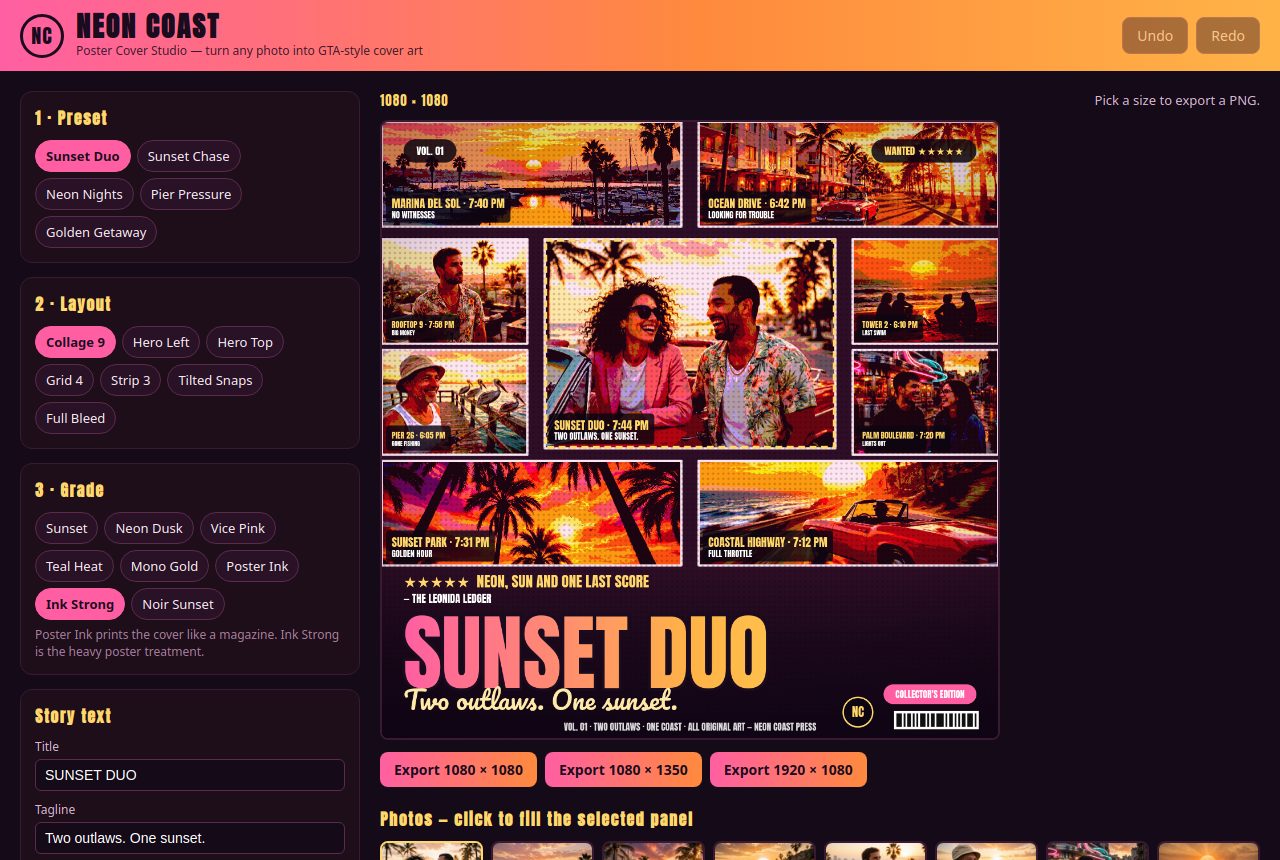 NC
NEON COAST
Poster Cover Studio — turn any photo into GTA-style cover art
Undo
Redo
1 · Preset
Sunset Duo
Sunset Chase
Neon Nights
Pier Pressure
Golden Getaway
2 · Layout
Collage 9
Hero Left
Hero Top
Grid 4
Strip 3
Tilted Snaps
Full Bleed
3 · Grade
Sunset
Neon Dusk
Vice Pink
Teal Heat
Mono Gold
Poster Ink
Ink Strong
Noir Sunset
Poster Ink prints the cover like a magazine. Ink Strong
is the heavy poster treatment.
Story text
Title
SUNSET DUO
Tagline
Two outlaws. One sunset.
1080 × 1080
Pick a size to export a PNG.
VOL. 01
MARINA DEL SOL · 7:40 PM
NO WITNESSES
WANTED ★★★★★
OCEAN DRIVE · 6:42 PM
LOOKING FOR TROUBLE
ROOFTOP 9 · 7:58 PM
BIG MONEY
SUNSET DUO · 7:44 PM
TWO OUTLAWS. ONE SUNSET.
TOWER 2 · 6:10 PM
LAST SWIM
PIER 26 · 6:05 PM
GONE FISHING
PALM BOULEVARD · 7:20 PM
LIGHTS OUT
SUNSET PARK · 7:31 PM
GOLDEN HOUR
COASTAL HIGHWAY · 7:12 PM
FULL THROTTLE
★★★★★ NEON, SUN AND ONE LAST SCORE
— THE LEONIDA LEDGER
SUNSET DUO
Two outlaws. One sunset.
COLLECTOR'S EDITION
NC
VOL. 01 · TWO OUTLAWS · ONE COAST · ALL ORIGINAL ART — NEON COAST PRESS
Export 1080 × 1080
Export 1080 × 1350
Export 1920 × 1080
Photos — click to fill the selected panel